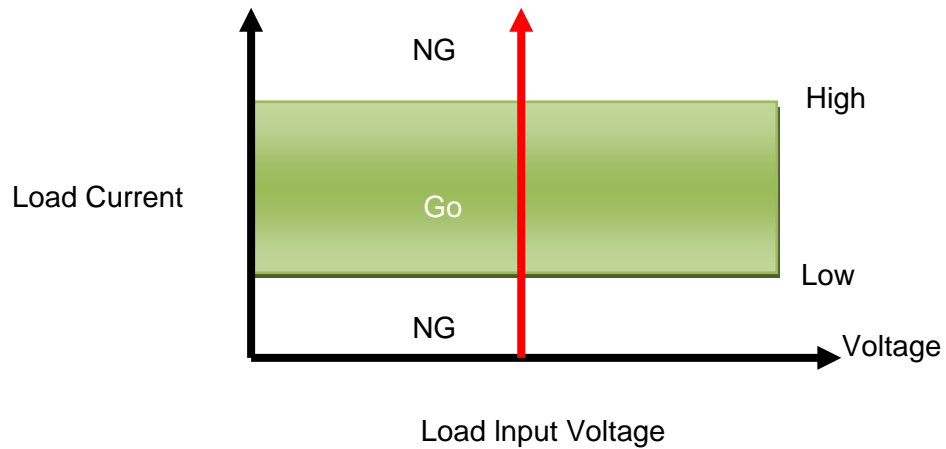 NG
High
Load Current
Go
Low
NG
Voltage
Load Input Voltage